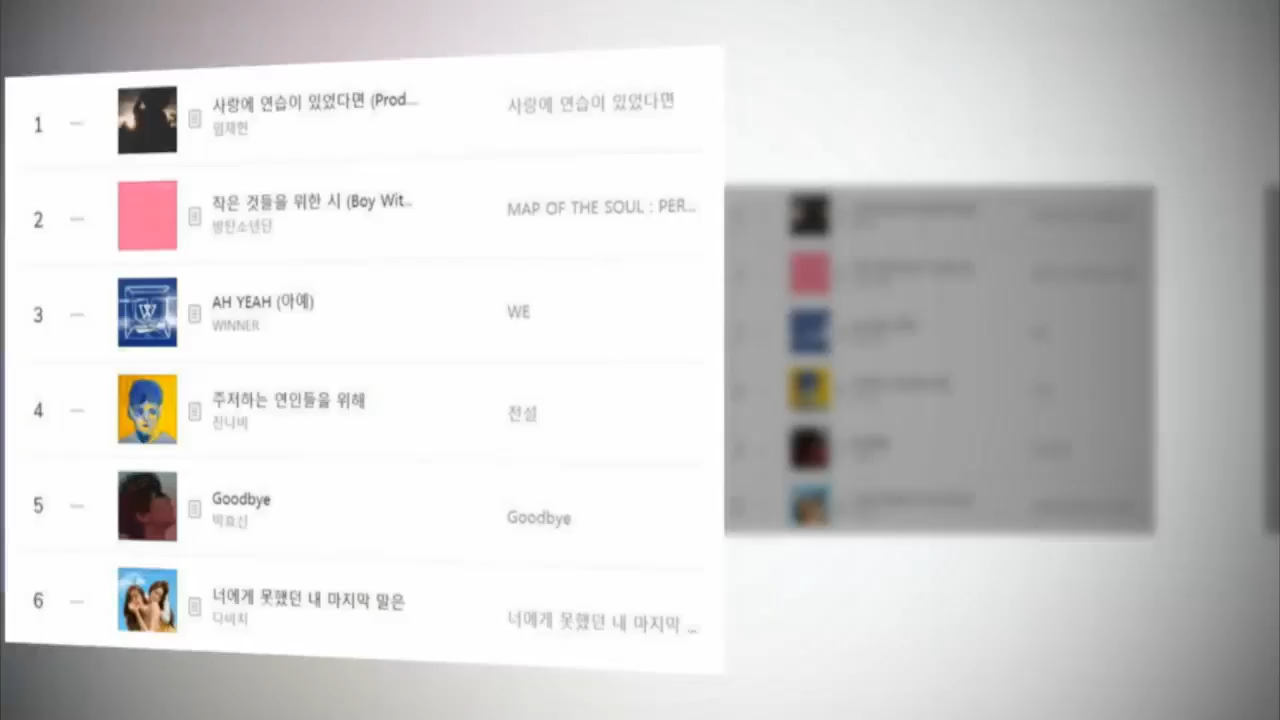 1
사랑에 연습이 있었다면 (Prod...
임재현
사랑에 연습이 있었다면
2
작은 것들을 위한 시 (Boy Wit...
방탄소년단
MAP OF THE SOUL : PER...
3
AH YEAH (아예)
WINNER
WE
4
주저하는 연인들을 위해
잔나비
전설
5
Goodbye
박효신
Goodbye
6
너에게 못했던 내 마지막 말은
다비치
너에게 못했던 내 마지막 ...